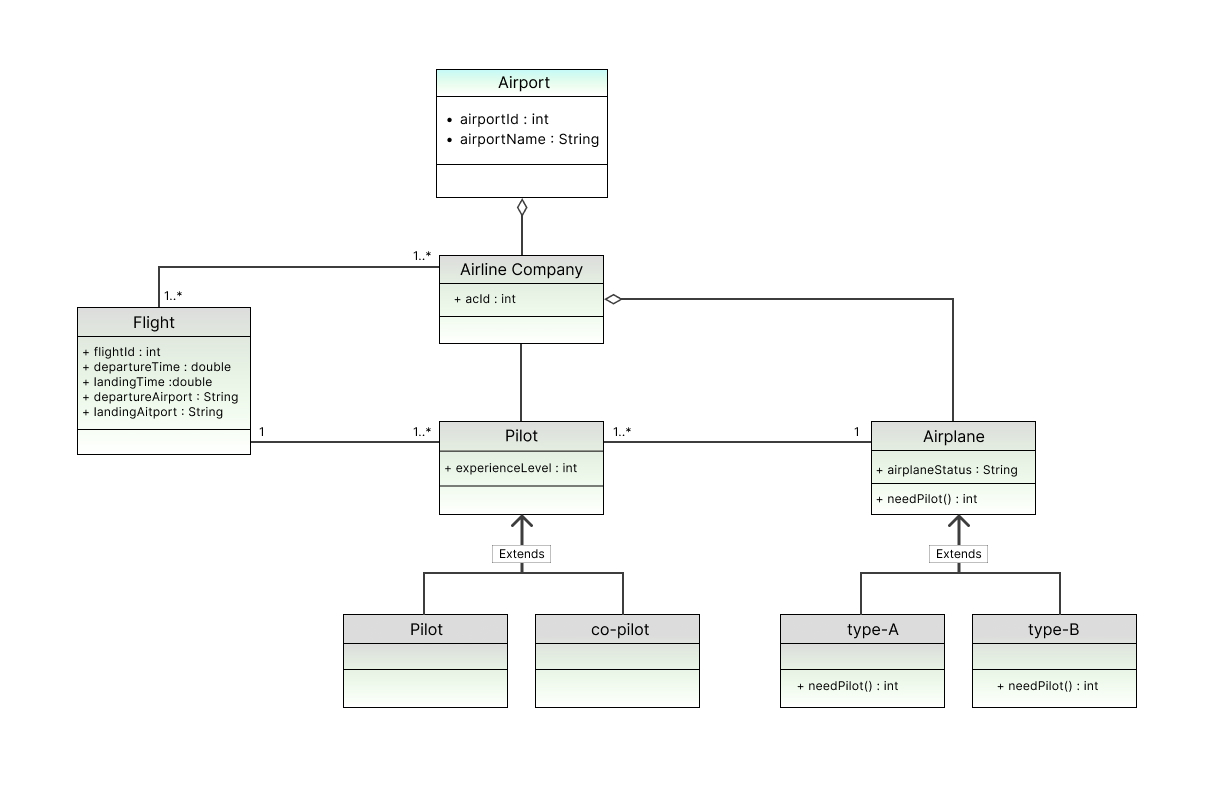 Airport
• airportId : int
• airportName : String
1..*
Airline Company
+ acId : int
1..*
Flight
+ flightId : int
+ departureTime : double
+ landingTime :double
+ departureAirport : String
+ landingAitport : String
1
1..*
Pilot
+ experienceLevel : int
1..*
1
Airplane
+ airplaneStatus : String
+ needPilot() : int
Extends
Extends
Pilot
co-pilot
type-A
+ needPilot() : int
type-B
+ needPilot() : int